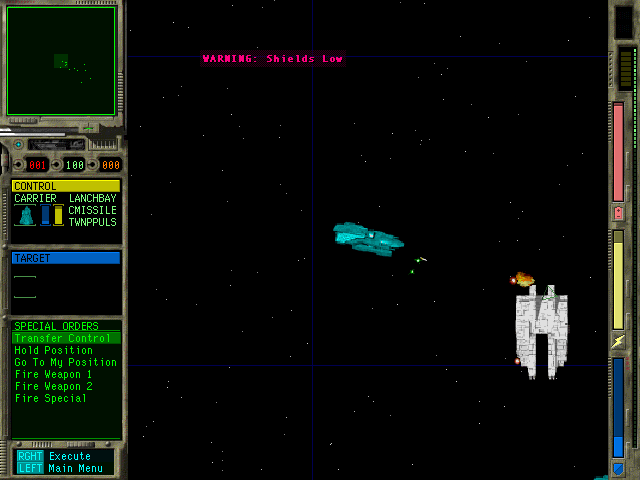 WARNING: Shields Low
001 100 000
CONTROL
CARRIER LANCHBAY
CMISSILE
TWNPPULS
TARGET
SPECIAL ORDERS
Transfer Control
Hold Position
Go To My Position
Fire Weapon 1
Fire Weapon 2
Fire Special
RGHT Execute
LEFT Main Menu